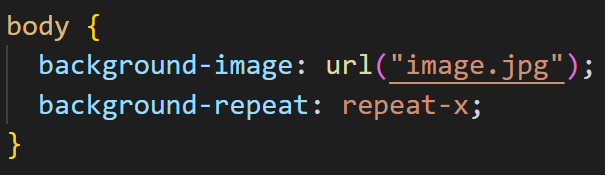 body {
  background-image: url("image.jpg");
  background-repeat: repeat-x;
}